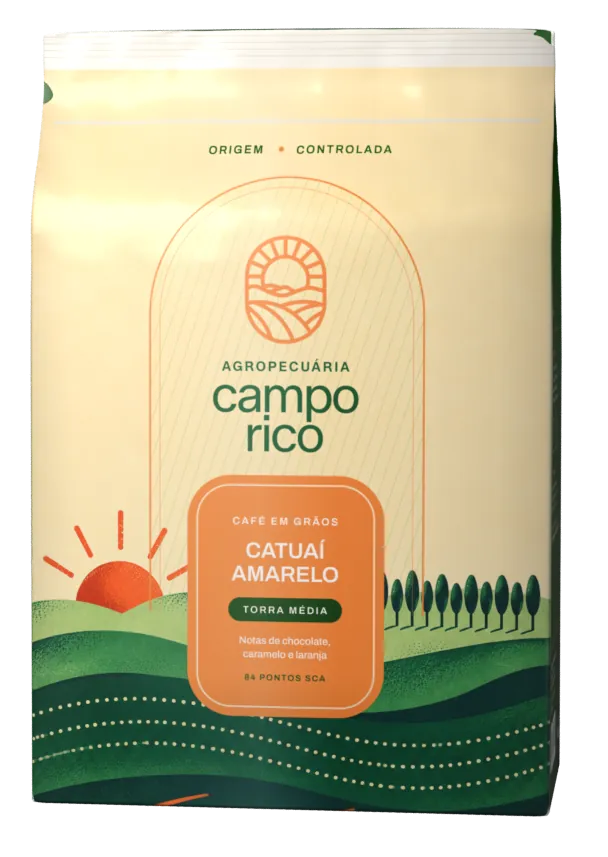 ORIGEM • CONTROLADA
AGROPECUÁRIA
campo
rico
CAFÉ EM GRÃOS
CATUAÍ
AMARELO
TORRA MÉDIA
Notas de chocolate,
caramelo e laranja
84 PONTOS SCA